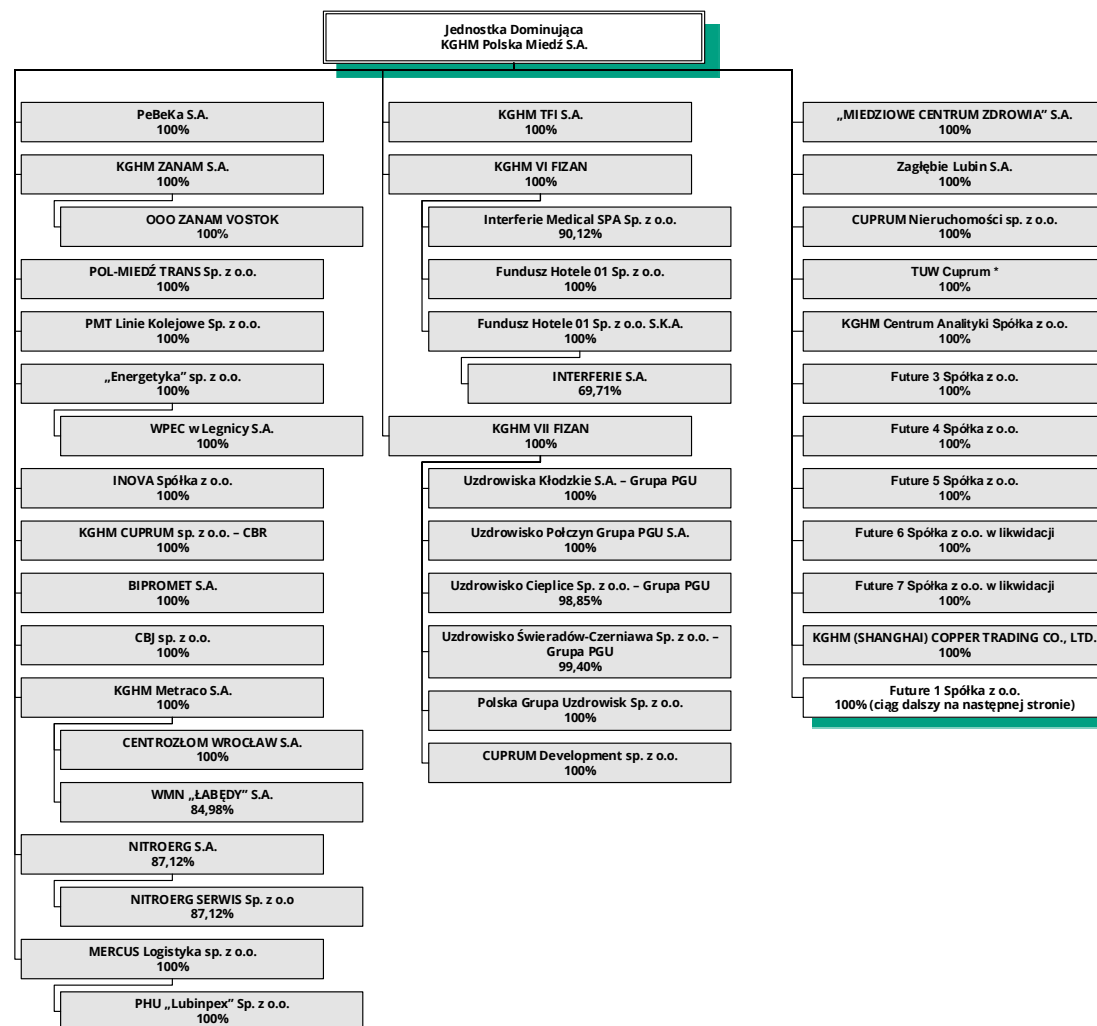 Jednostka Dominująca
KGHM Polska Miedź S.A.
PeBeKa S.A.
100%
KGHM ZANAM S.A.
100%
OOO ZANAM VOSTOK
100%
POL-MIEDŹ TRANS Sp. z o.o.
100%
PMT Linie Kolejowe Sp. z o.o.
100%
„Energetyka” sp. z o.o.
100%
WPEC w Legnicy S.A.
100%
INOVA Spółka z o.o.
100%
KGHM CUPRUM sp. z o.o. – CBR
100%
BIPROMET S.A.
100%
CBJ sp. z o.o.
100%
KGHM Metraco S.A.
100%
CENTROZŁOM WROCŁAW S.A.
100%
WMN „ŁABĘDY” S.A.
84,98%
NITROERG S.A.
87,12%
NITROERG SERWIS Sp. z o.o
87,12%
MERCUS Logistyka sp. z o.o.
100%
PHU „Lubinpex” Sp. z o.o.
100%
KGHM TFI S.A.
100%
KGHM VI FIZAN
100%
Interferie Medical SPA Sp. z o.o.
90,12%
Fundusz Hotele 01 Sp. z o.o.
100%
Fundusz Hotele 01 Sp. z o.o. S.K.A.
100%
INTERFERIE S.A.
69,71%
KGHM VII FIZAN
100%
Uzdrowiska Kłodzkie S.A. – Grupa PGU
100%
Uzdrowisko Połczyn Grupa PGU S.A.
100%
Uzdrowisko Cieplice Sp. z o.o. – Grupa PGU
98,85%
Uzdrowisko Świeradów-Czerniawa Sp. z o.o. –
Grupa PGU
99,40%
Polska Grupa Uzdrowisk Sp. z o.o.
100%
CUPRUM Development sp. z o.o.
100%
„MIEDZIOWE CENTRUM ZDROWIA” S.A.
100%
Zagłębie Lubin S.A.
100%
CUPRUM Nieruchomości sp. z o.o.
100%
TUW Cuprum *
100%
KGHM Centrum Analityki Spółka z o.o.
100%
Future 3 Spółka z o.o.
100%
Future 4 Spółka z o.o.
100%
Future 5 Spółka z o.o.
100%
Future 6 Spółka z o.o. w likwidacji
100%
Future 7 Spółka z o.o. w likwidacji
100%
KGHM (SHANGHAI) COPPER TRADING CO., LTD.
100%
Future 1 Spółka z o.o.
100% (ciąg dalszy na następnej stronie)